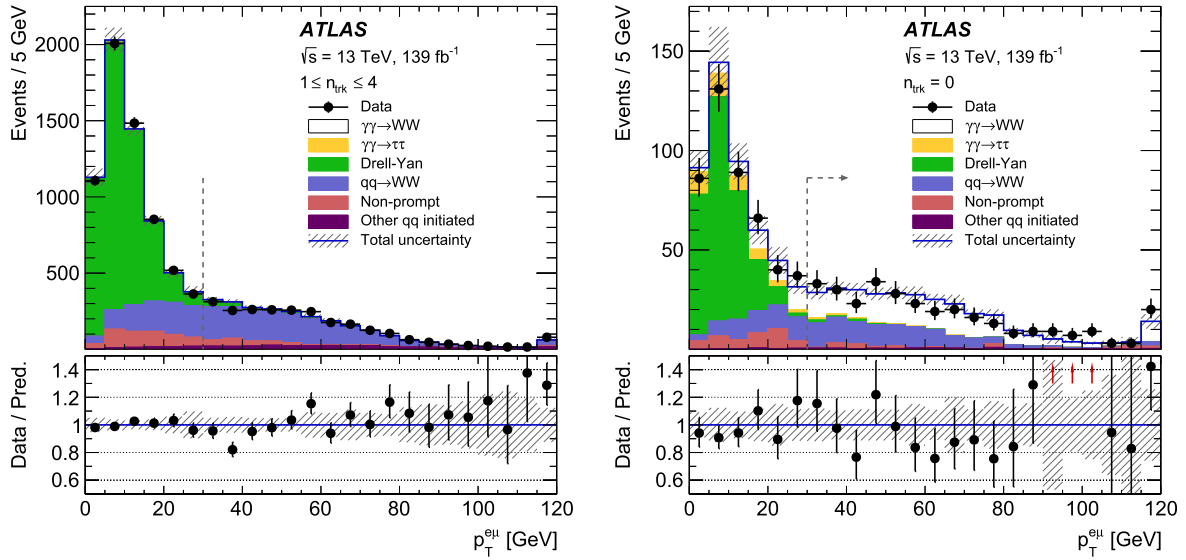 ATLAS
√s = 13 TeV, 139 fb⁻¹
1 ≤ n_trk ≤ 4
Data
γγ→WW
γγ→ττ
Drell-Yan
qq→WW
Non-prompt
Other qq initiated
Total uncertainty
Events / 5 GeV
2000
1500
1000
500
Data / Pred.
1.4
1.2
1
0.8
0.6
0 20 40 60 80 100 120
p_T^eμ [GeV]
ATLAS
√s = 13 TeV, 139 fb⁻¹
n_trk = 0
Data
γγ→WW
γγ→ττ
Drell-Yan
qq→WW
Non-prompt
Other qq initiated
Total uncertainty
Events / 5 GeV
150
100
50
Data / Pred.
1.4
1.2
1
0.8
0.6
0 20 40 60 80 100 120
p_T^eμ [GeV]